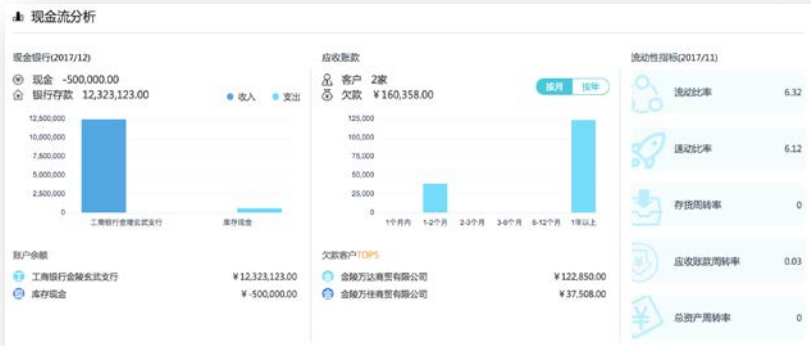 现金流分析
现金银行(2017/12)
现金 -500,000.00
银行存款 12,323,123.00
收入 支出
12,500,000
10,000,000
7,500,000
5,000,000
2,500,000
0
工商银行金陵玄武支行 库存现金
账户余额
工商银行金陵玄武支行 ¥12,323,123.00
库存现金 ¥-500,000.00
应收账款
客户 2家
欠款 ¥160,358.00
按月 按年
125,000
100,000
75,000
50,000
25,000
0
1个月内 1-2个月 2-3个月 3-6个月 6-12个月 1年以上
欠款客户TOP5
金陵万达商贸有限公司 ¥122,850.00
金陵万佳商贸有限公司 ¥37,508.00
流动性指标(2017/11)
流动比率 6.32
速动比率 6.12
存货周转率 0
应收账款周转率 0.03
总资产周转率 0